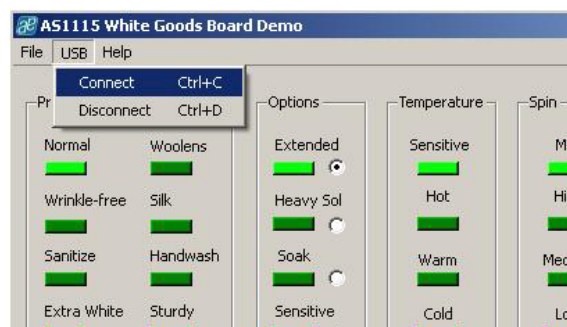 AS1115 White Goods Board Demo
File USB Help
Connect Ctrl+C
Disconnect Ctrl+D
Options Temperature Spin
Normal Woolens Extended Sensitive
Wrinkle-free Silk Heavy Sol Hot
Sanitize Handwash Soak Warm
Extra White Sturdy Sensitive Cold